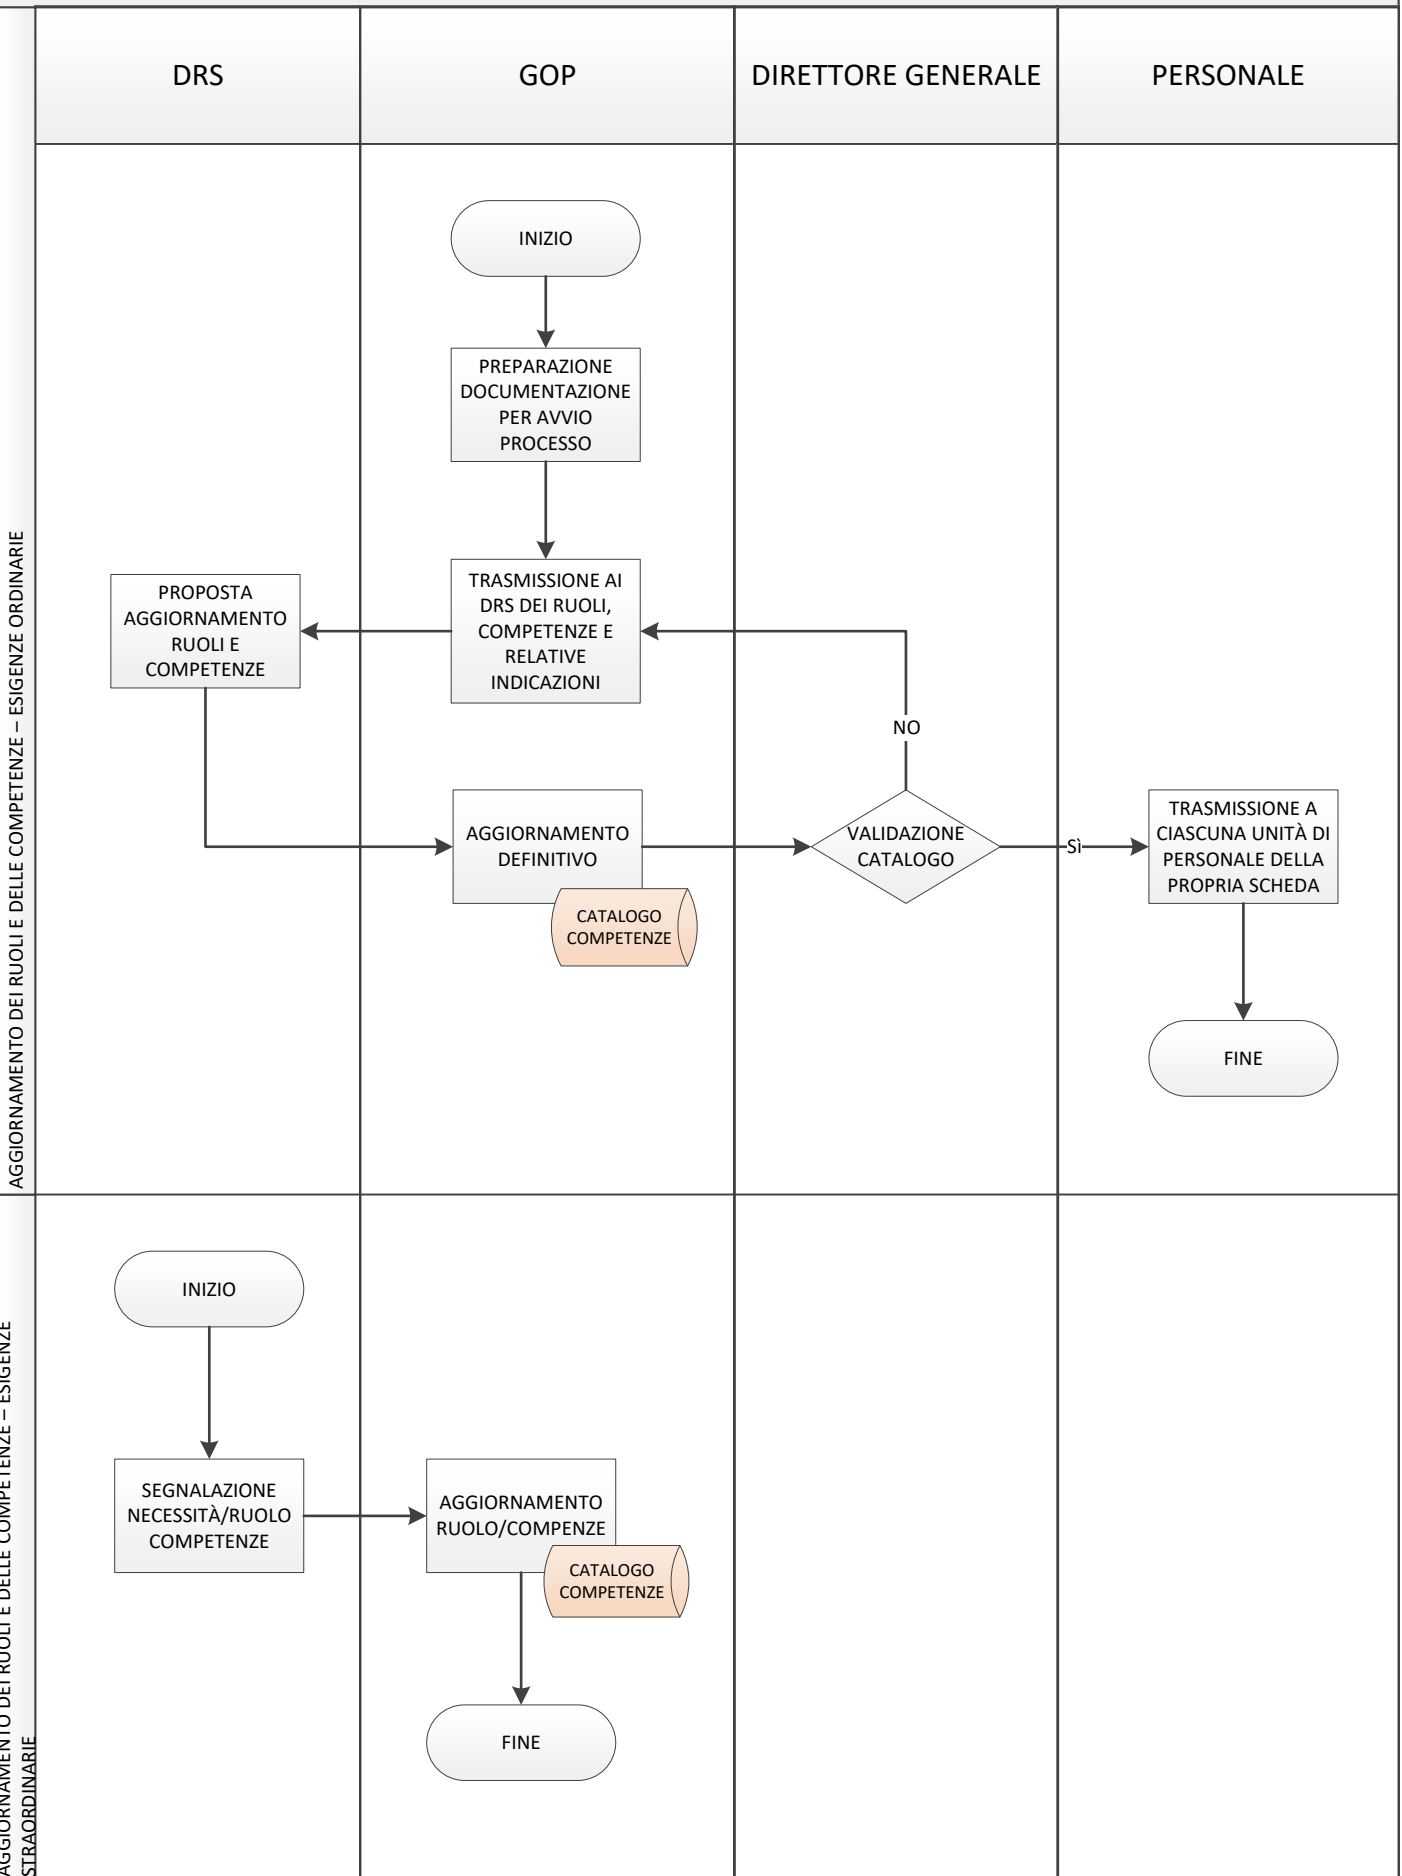 DRS
GOP
DIRETTORE GENERALE
PERSONALE
AGGIORNAMENTO DEI RUOLI E DELLE COMPETENZE – ESIGENZE ORDINARIE
INIZIO
PREPARAZIONE
DOCUMENTAZIONE
PER AVVIO
PROCESSO
TRASMISSIONE AI
DRS DEI RUOLI,
COMPETENZE E
RELATIVE
INDICAZIONI
PROPOSTA
AGGIORNAMENTO
RUOLI E
COMPETENZE
AGGIORNAMENTO
DEFINITIVO
CATALOGO
COMPETENZE
VALIDAZIONE
CATALOGO
NO
Sì
TRASMISSIONE A
CIASCUNA UNITÀ DI
PERSONALE DELLA
PROPRIA SCHEDA
FINE
AGGIORNAMENTO DEI RUOLI E DELLE COMPETENZE – ESIGENZE
STRAORDINARIE
INIZIO
SEGNALAZIONE
NECESSITÀ/RUOLO
COMPETENZE
AGGIORNAMENTO
RUOLO/COMPENZE
CATALOGO
COMPETENZE
FINE